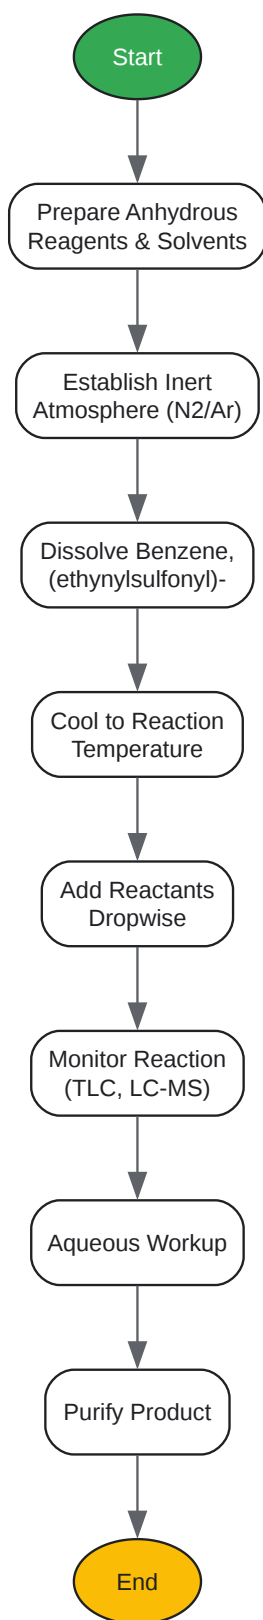 Start
Prepare Anhydrous
Reagents & Solvents
Establish Inert
Atmosphere (N2/Ar)
Dissolve Benzene,
(ethynylsulfonyl)-
Cool to Reaction
Temperature
Add Reactants
Dropwise
Monitor Reaction
(TLC, LC-MS)
Aqueous Workup
Purify Product
End